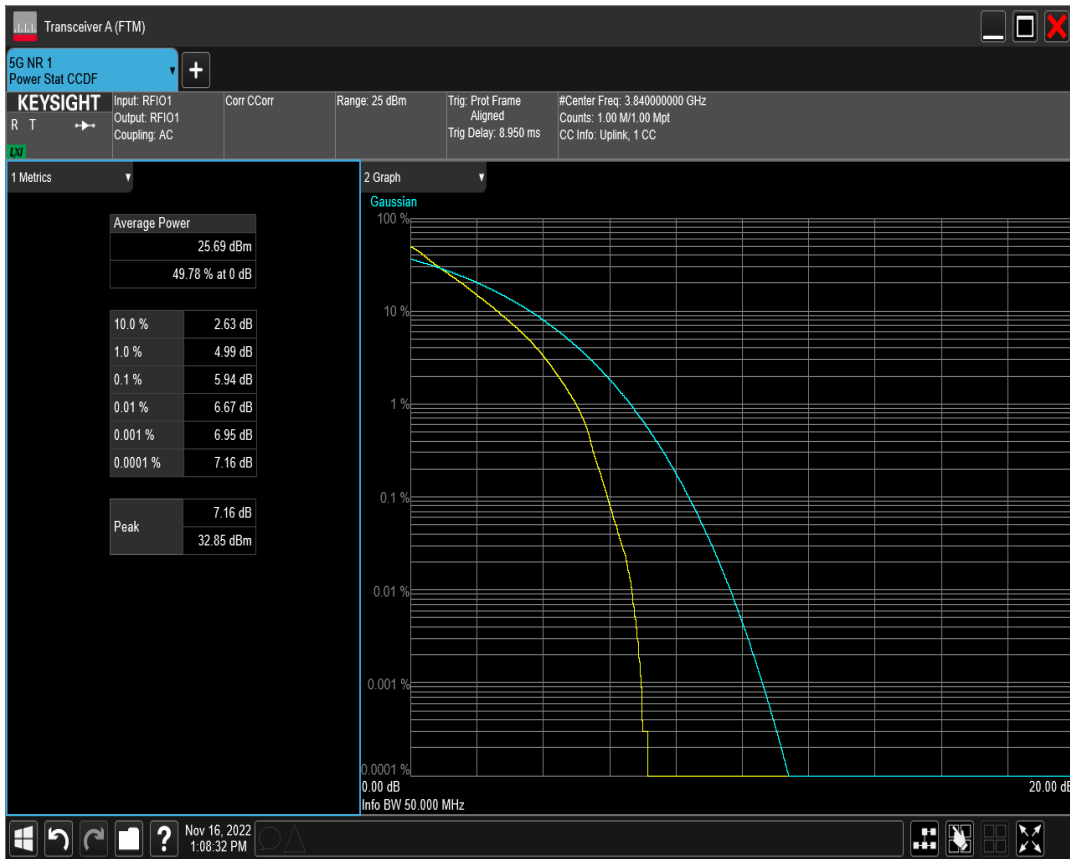 Transceiver A (FTM)
5G NR 1
Power Stat CCDF
+
KEYSIGHT
R T
LXI
Input: RFIO1
Output: RFIO1
Coupling: AC
Corr CCorr
Range: 25 dBm
Trig: Prot Frame
Aligned
Trig Delay: 8.950 ms
#Center Freq: 3.840000000 GHz
Counts: 1.00 M/1.00 Mpt
CC Info: Uplink, 1 CC
1 Metrics
Average Power
25.69 dBm
49.78 % at 0 dB
10.0 % 2.63 dB
1.0 % 4.99 dB
0.1 % 5.94 dB
0.01 % 6.67 dB
0.001 % 6.95 dB
0.0001 % 7.16 dB
Peak 7.16 dB
32.85 dBm
2 Graph
Gaussian
100 %
10 %
1 %
0.1 %
0.01 %
0.001 %
0.0001 %
0.00 dB 20.00 dB
Info BW 50.000 MHz
?
Nov 16, 2022
1:08:32 PM